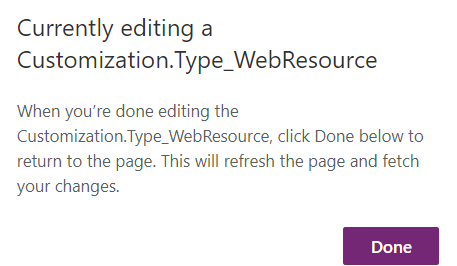 Currently editing a
Customization.Type_WebResource
When you’re done editing the
Customization.Type_WebResource, click Done below to
return to the page. This will refresh the page and fetch
your changes.
Done